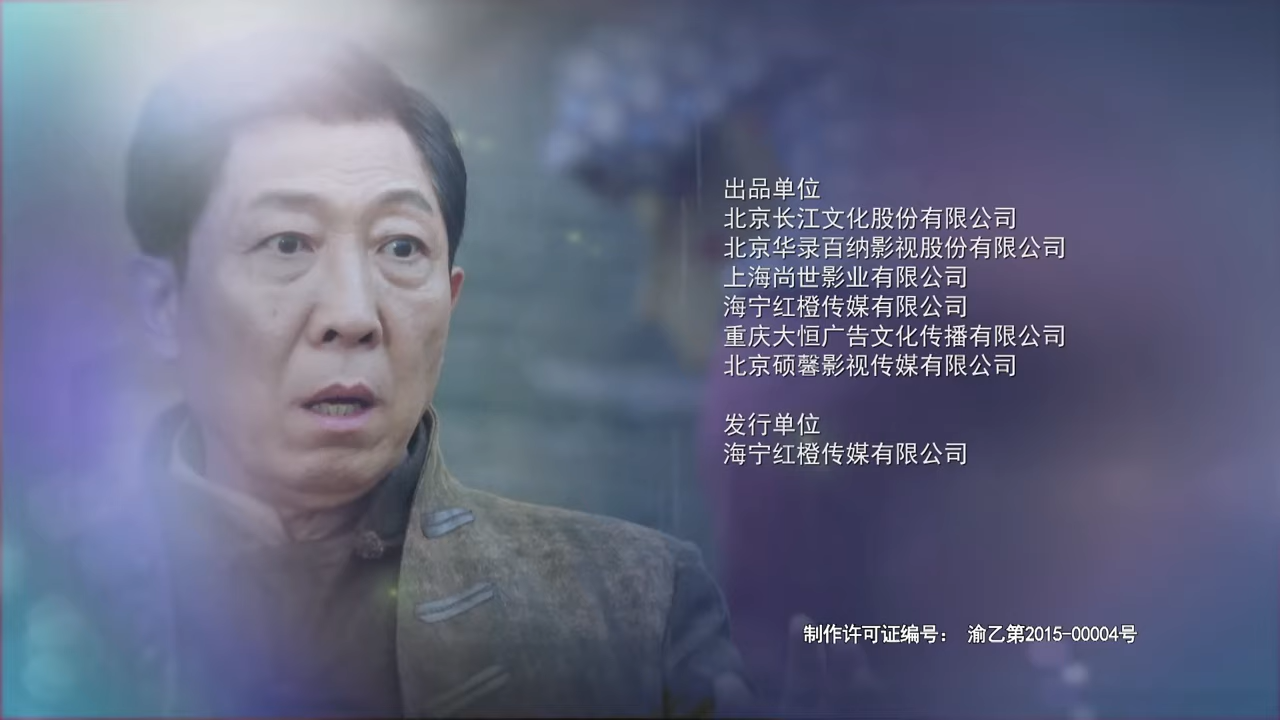 出品单位
北京长江文化股份有限公司
北京华录百纳影视股份有限公司
上海尚世影业有限公司
海宁红橙传媒有限公司
重庆大恒广告文化传播有限公司
北京硕馨影视传媒有限公司
发行单位
海宁红橙传媒有限公司
制作许可证编号： 渝乙第2015-00004号